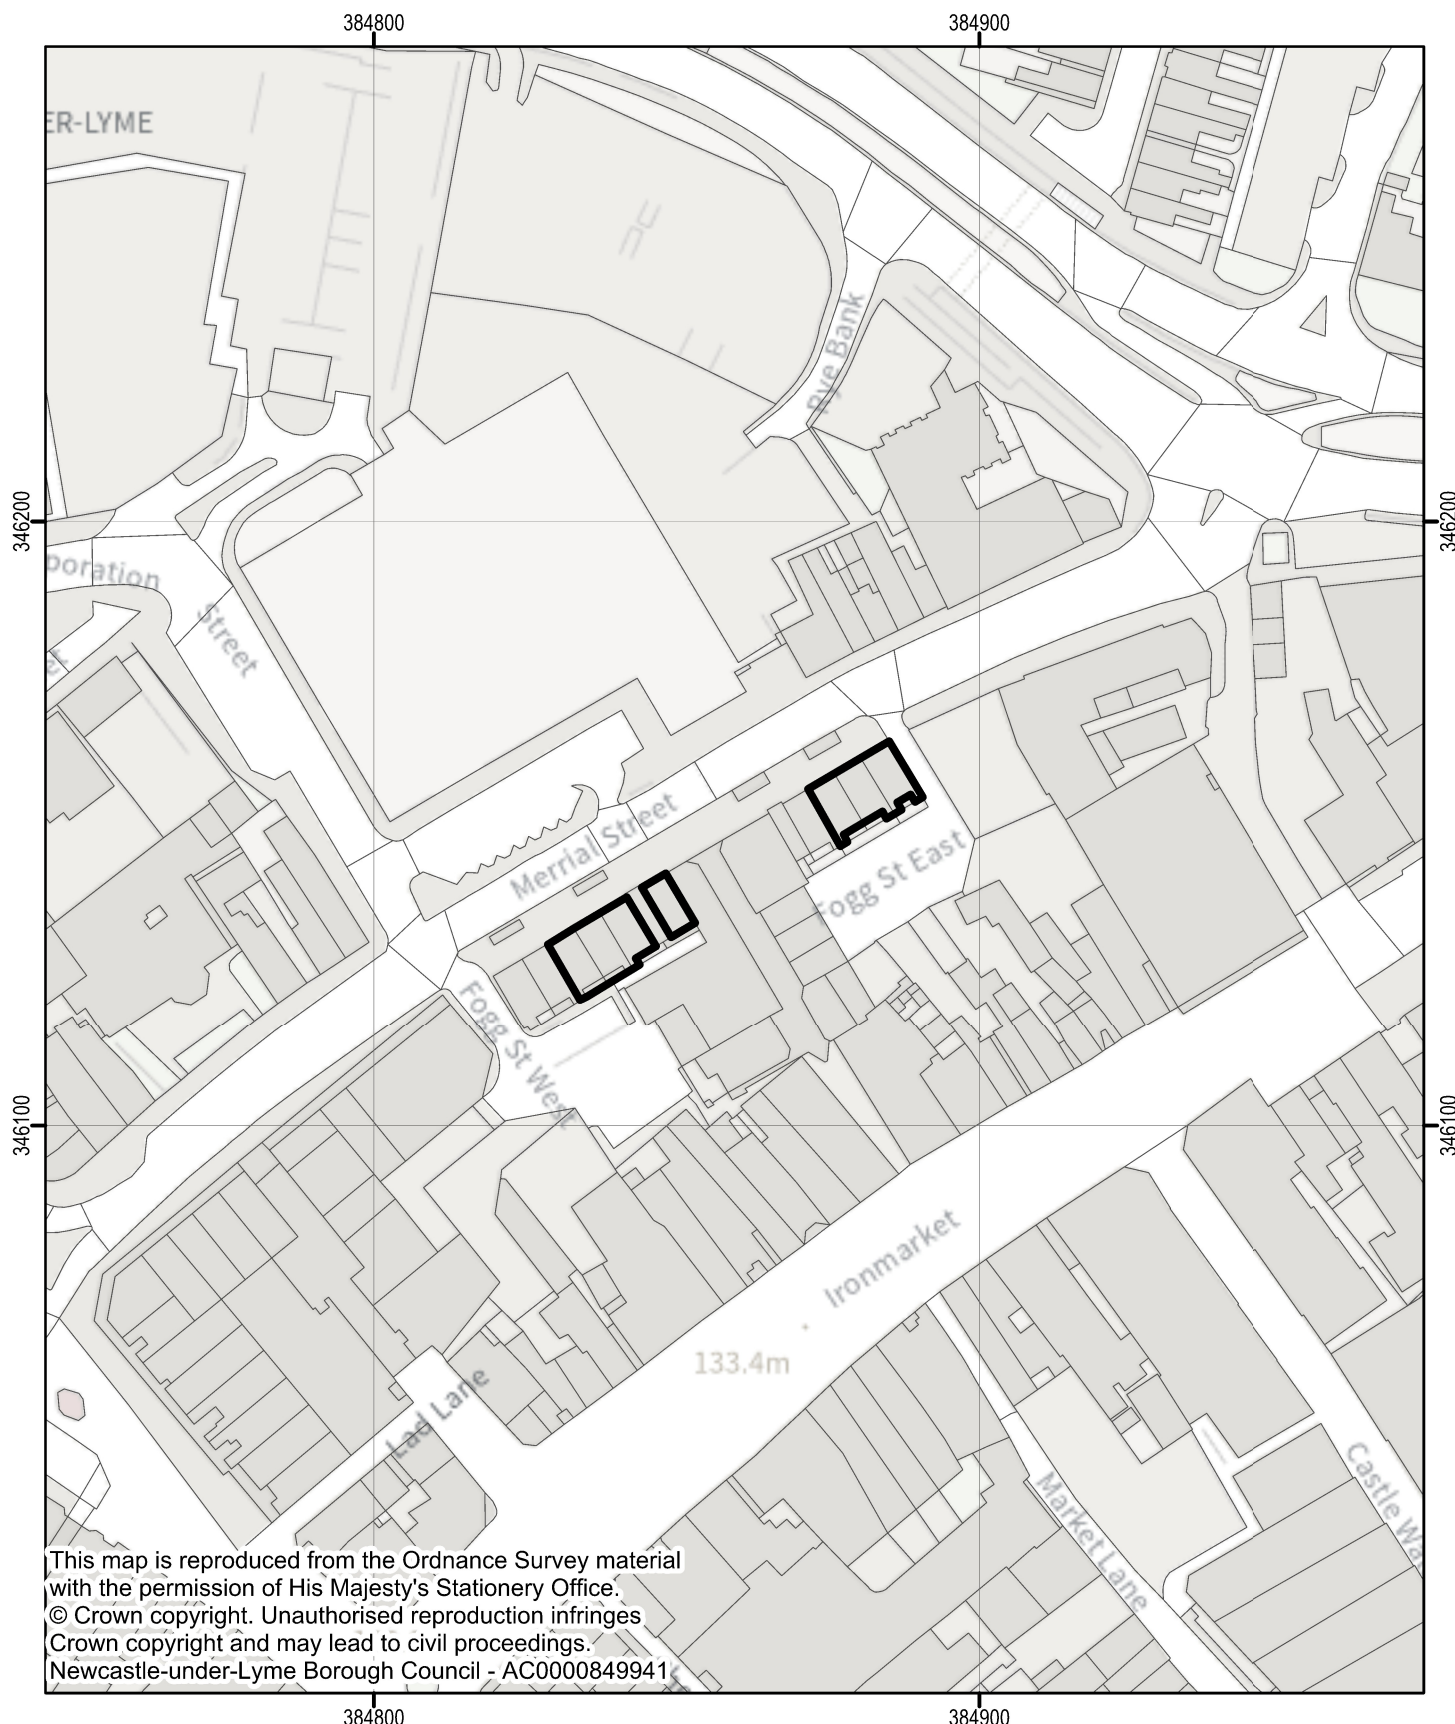 384800
384900
ER-LYME
Rye Bank
346200
346200
poration
Street
Merrial Street
Fogg St East
Fogg St West
346100
346100
Ironmarket
133.4m
Lad Lane
Market Lane
Castle Wa
This map is reproduced from the Ordnance Survey material
with the permission of His Majesty's Stationery Office.
© Crown copyright. Unauthorised reproduction infringes
Crown copyright and may lead to civil proceedings.
Newcastle-under-Lyme Borough Council - AC0000849941
384800
384900